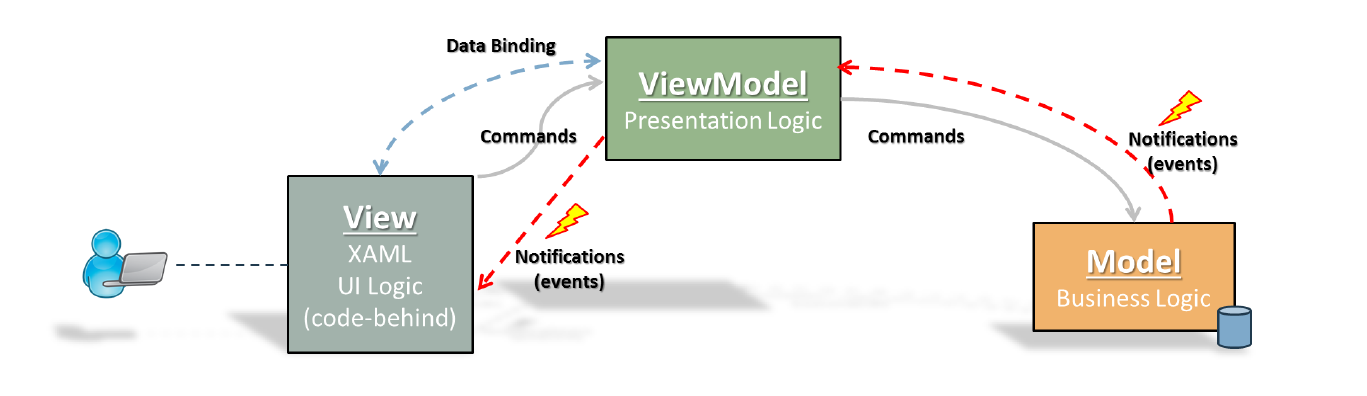 Data Binding
ViewModel
Presentation Logic
Commands
Commands
Notifications
(events)
View
XAML
UI Logic
(code-behind)
Notifications
(events)
Model
Business Logic